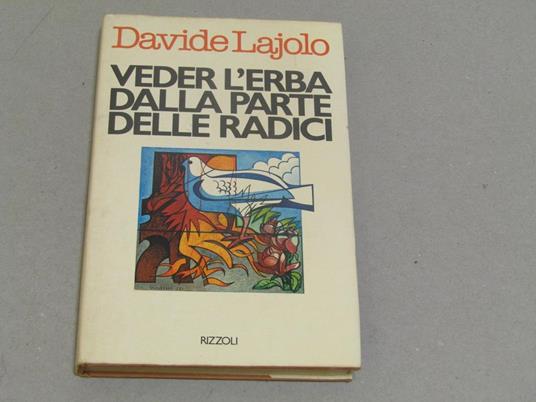 Davide Lajolo
VEDER L'ERBA
DALLA PARTE
DELLE RADICI
RIZZOLI